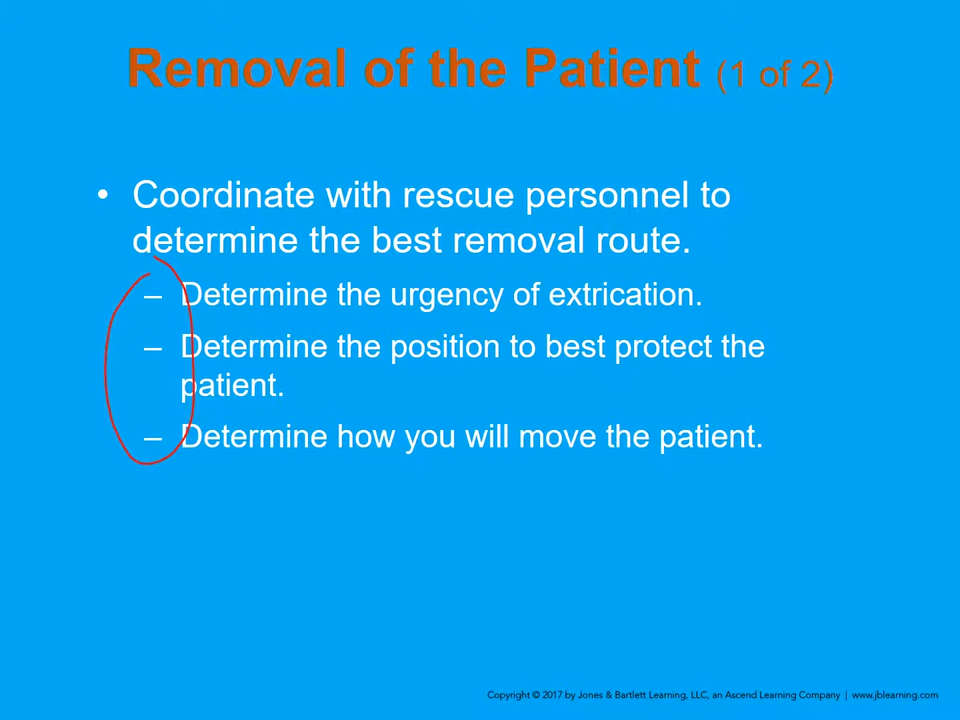 Removal of the Patient (1 of 2)
• Coordinate with rescue personnel to
determine the best removal route.
– Determine the urgency of extrication.
– Determine the position to best protect the
patient.
– Determine how you will move the patient.
Copyright © 2017 by Jones & Bartlett Learning, LLC, an Ascend Learning Company | www.jblearning.com